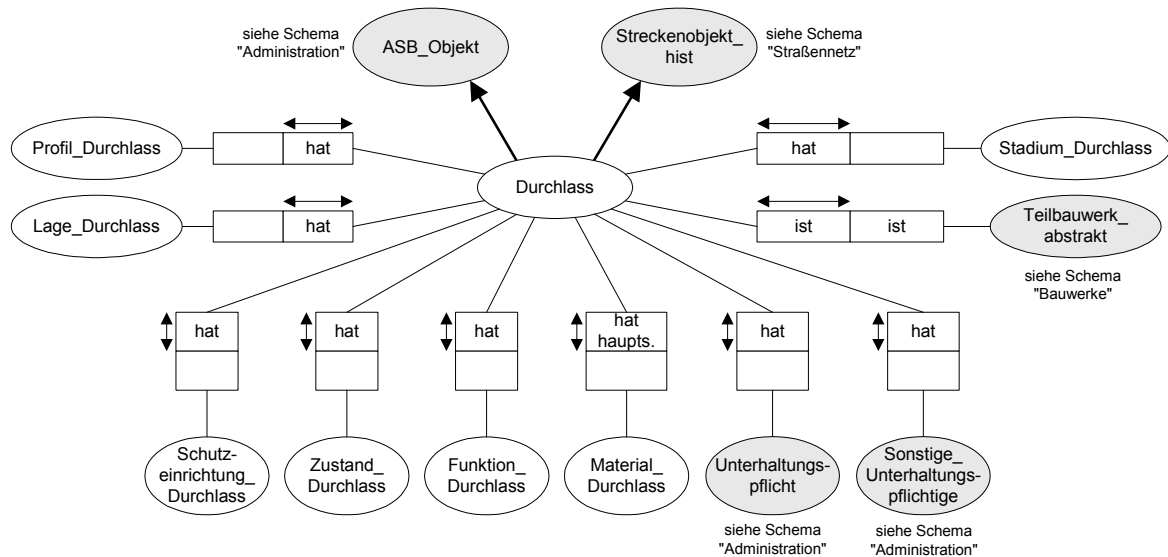 siehe Schema
"Administration"
ASB_Objekt
Streckenobjekt_
hist
siehe Schema
"Straßennetz"
Profil_Durchlass
hat
hat
Stadium_Durchlass
Durchlass
Lage_Durchlass
hat
ist
ist
Teilbauwerk_
abstrakt
siehe Schema
"Bauwerke"
hat
hat
hat
hat
haupts.
hat
hat
Schutz-
einrichtung_
Durchlass
Zustand_
Durchlass
Funktion_
Durchlass
Material_
Durchlass
Unterhaltungs-
pflicht
Sonstige_
Unterhaltungs-
pflichtige
siehe Schema
"Administration"
siehe Schema
"Administration"